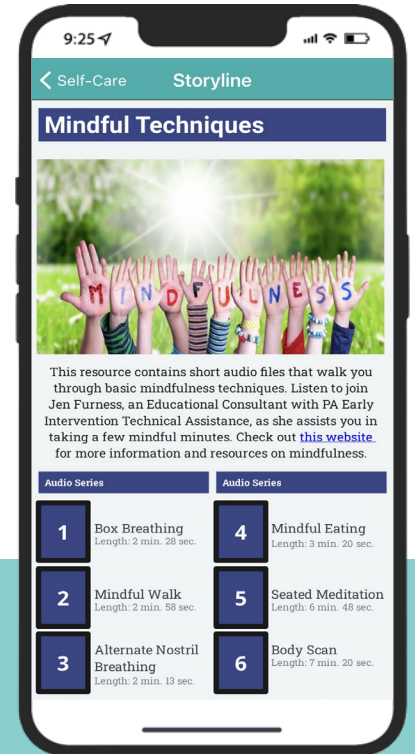 9:25
Self-Care
Storyline
Mindful Techniques
MINDFULNESS
This resource contains short audio files that walk you
through basic mindfulness techniques. Listen to join
Jen Furness, an Educational Consultant with PA Early
Intervention Technical Assistance, as she assists you in
taking a few mindful minutes. Check out this website
for more information and resources on mindfulness.
Audio Series
1
Box Breathing
Length: 2 min. 28 sec.
2
Mindful Walk
Length: 2 min. 58 sec.
3
Alternate Nostril
Breathing
Length: 2 min. 13 sec.
Audio Series
4
Mindful Eating
Length: 3 min. 20 sec.
5
Seated Meditation
Length: 6 min. 48 sec.
6
Body Scan
Length: 7 min. 20 sec.